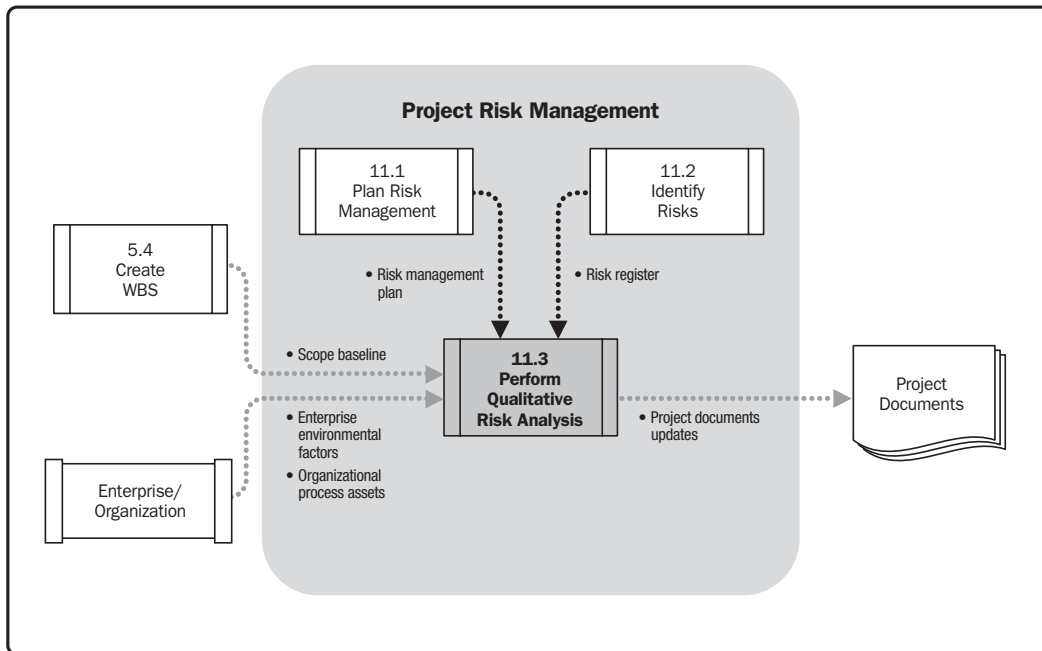 Project Risk Management
11.1
Plan Risk
Management
11.2
Identify
Risks
5.4
Create
WBS
• Risk management
plan
• Risk register
• Scope baseline
11.3
Perform
Qualitative
Risk Analysis
Project
Documents
• Enterprise
environmental
factors
• Organizational
process assets
• Project documents
updates
Enterprise/
Organization